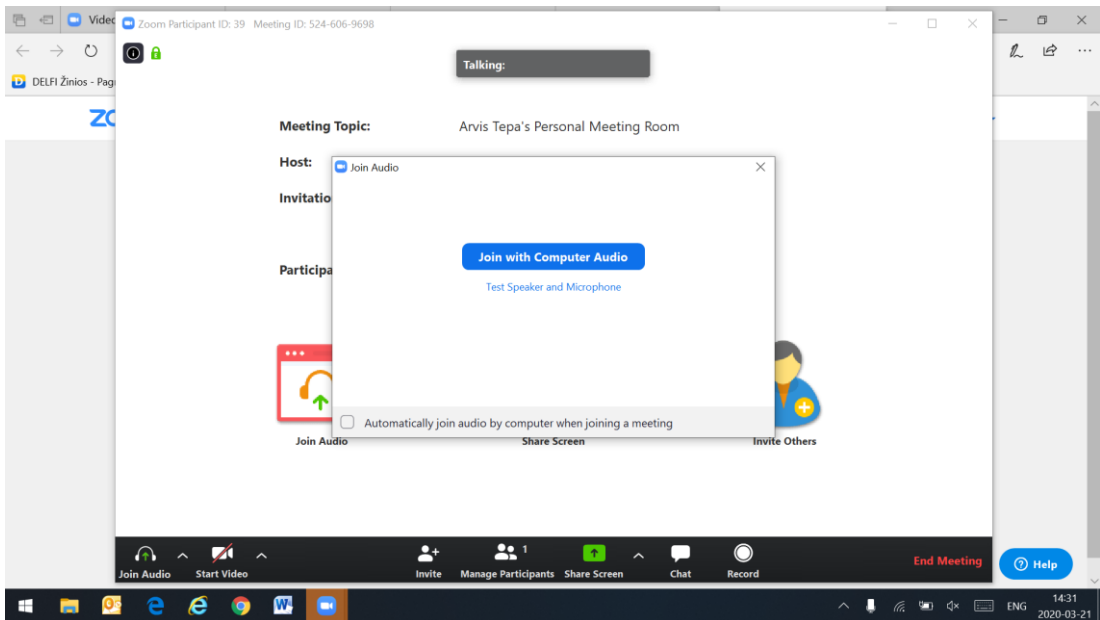 Videc
Zoom Participant ID: 39 Meeting ID: 524-606-9698
DELFI Žinios - Pagr
Talking:
Meeting Topic: Arvis Tepa's Personal Meeting Room
Host:
Invitatio
Participa
Join Audio
Join with Computer Audio
Test Speaker and Microphone
Automatically join audio by computer when joining a meeting
Join Audio Share Screen Invite Others
Join Audio Start Video Invite Manage Participants 1 Share Screen Chat Record End Meeting
Help
ENG 14:31
2020-03-21